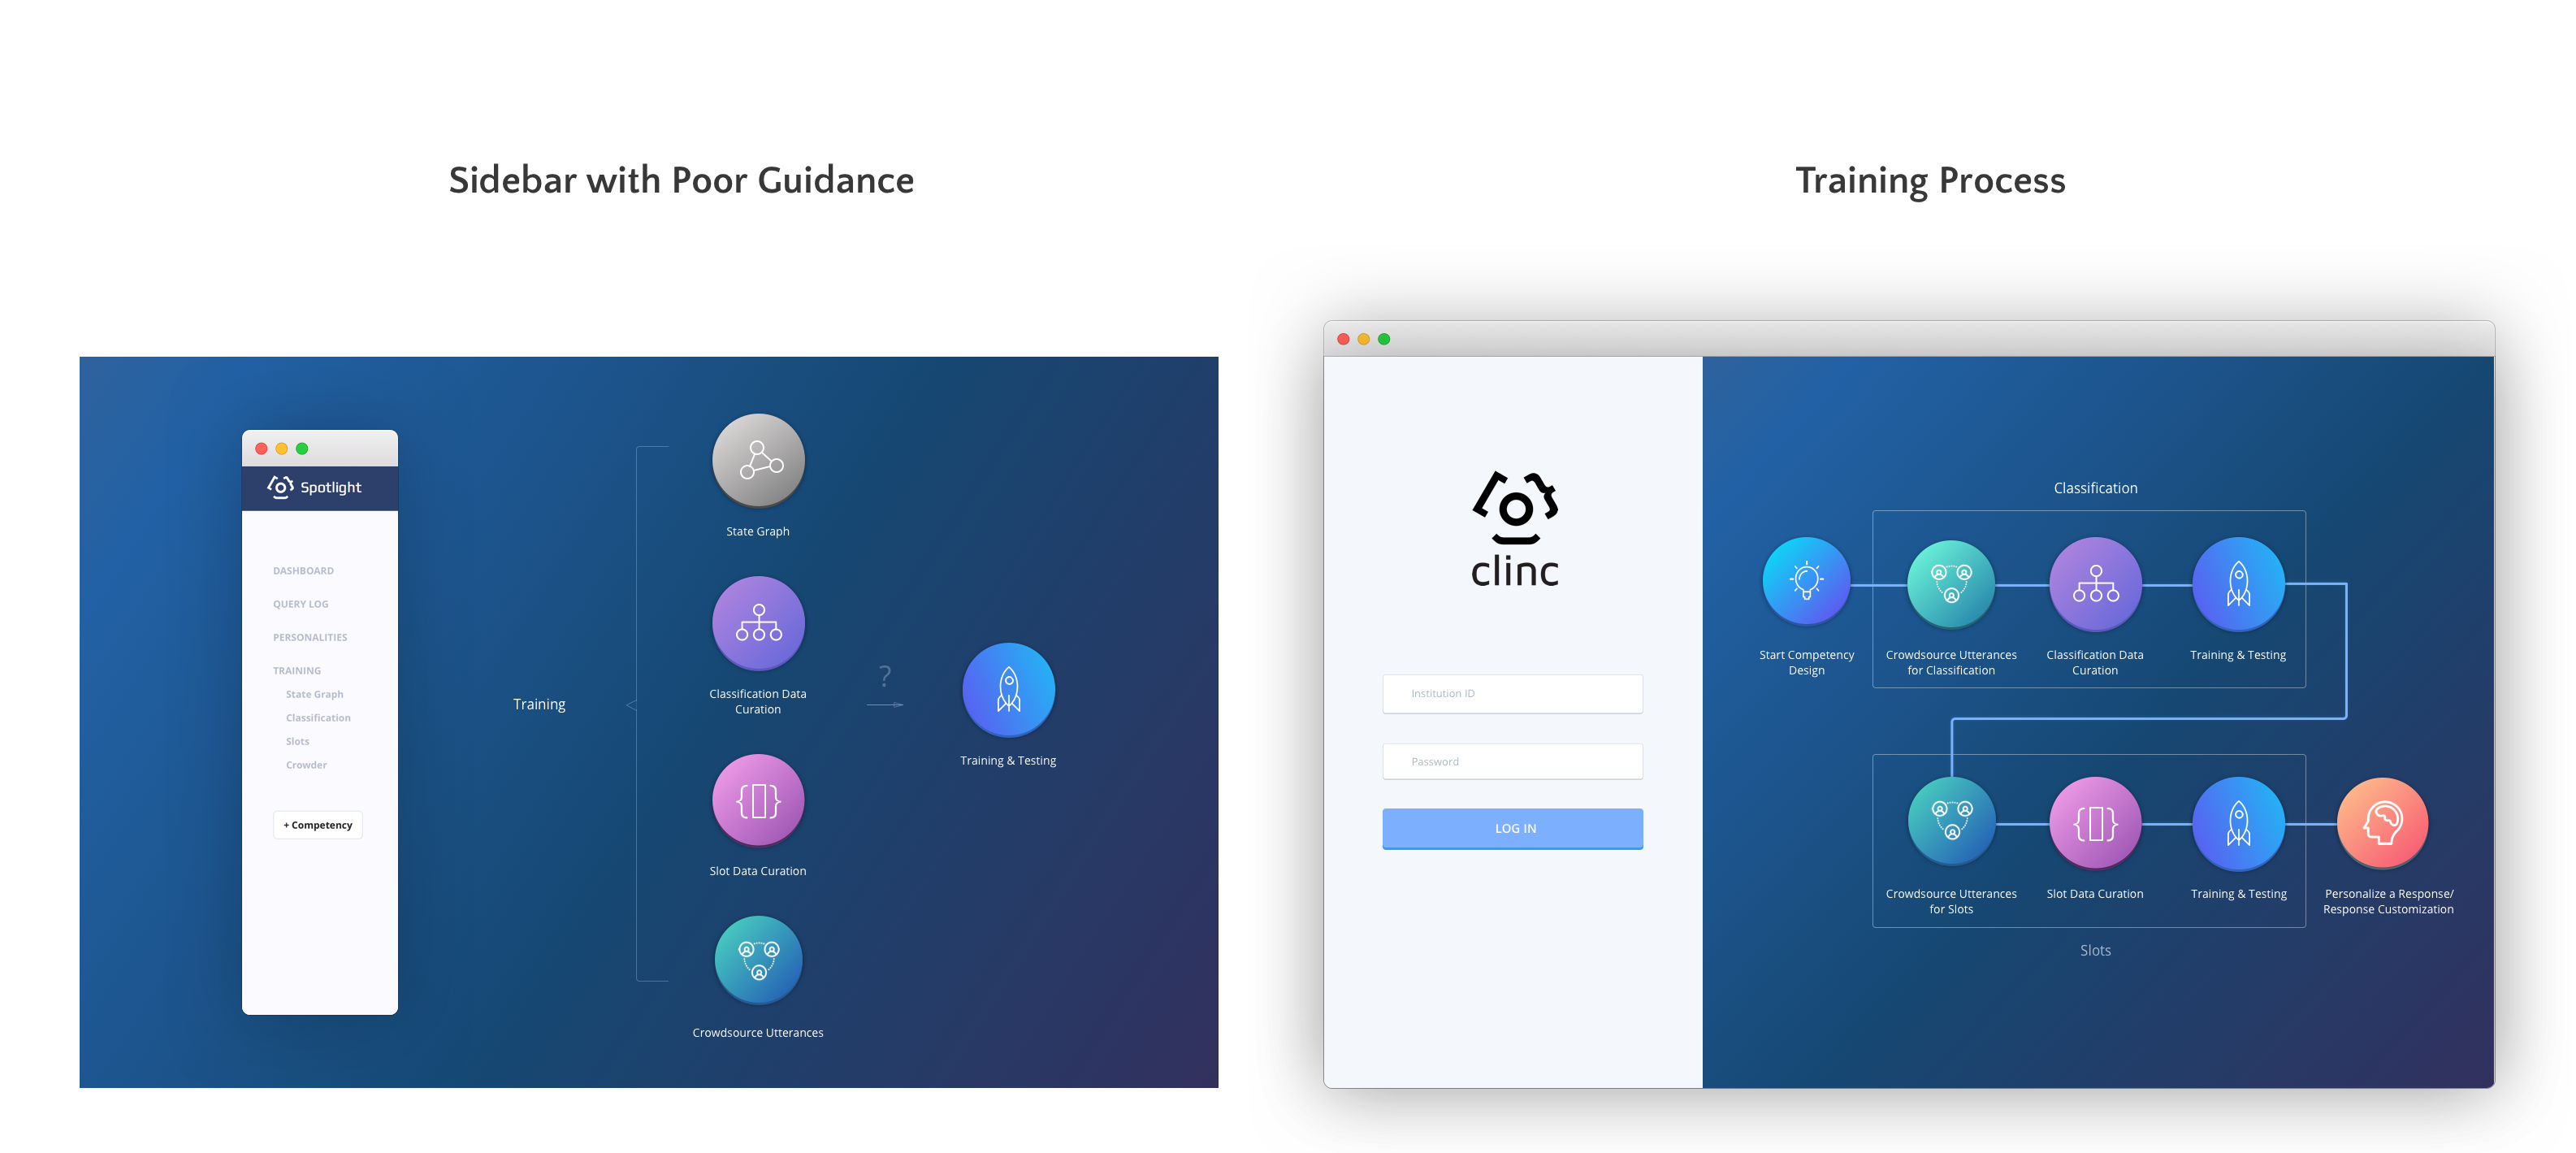 Sidebar with Poor Guidance
Spotlight
DASHBOARD
QUERY LOG
PERSONALITIES
TRAINING
State Graph
Classification
Slots
Crowder
+ Competency
Training
State Graph
Classification Data
Curation
Slot Data Curation
Crowdsource Utterances
?
Training & Testing
Training Process
clinc
Institution ID
Password
LOG IN
Classification
Start Competency
Design
Crowdsource Utterances
for Classification
Classification Data
Curation
Training & Testing
Crowdsource Utterances
for Slots
Slot Data Curation
Training & Testing
Personalize a Response/
Response Customization
Slots